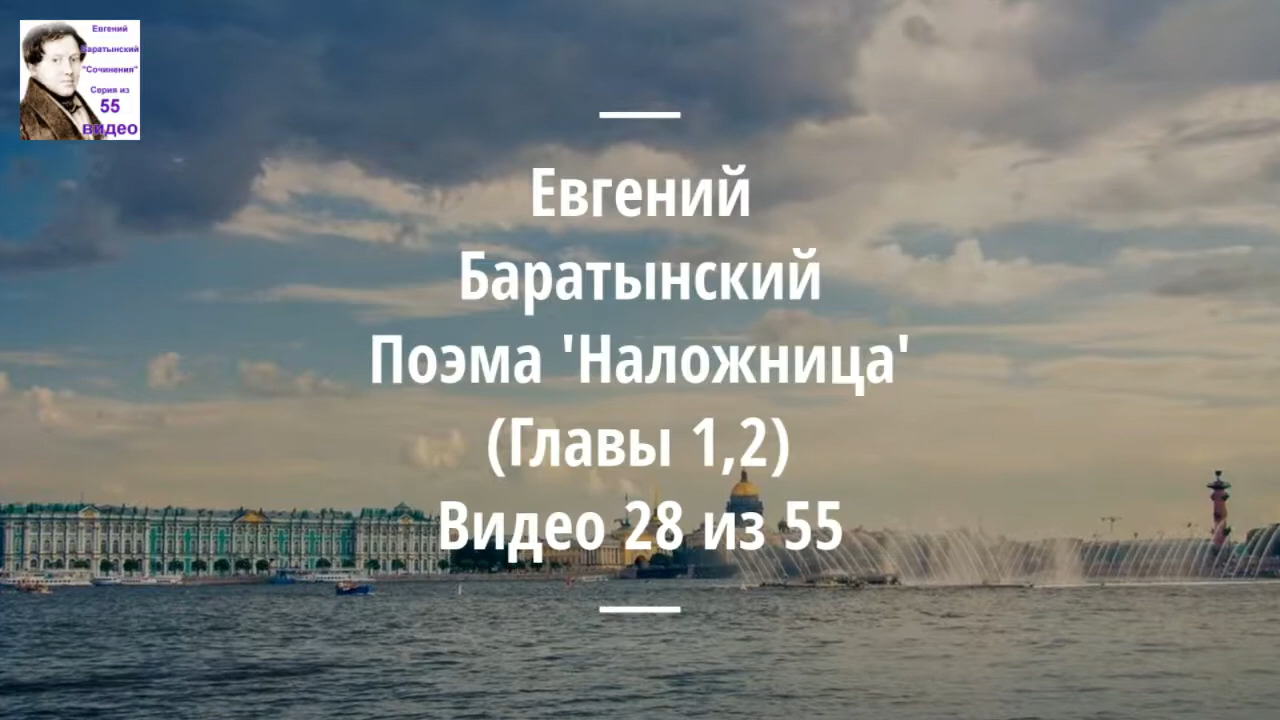 Евгений
Баратынский
"Сочинения"
Серия из
55
видео
Евгений
Баратынский
Поэма 'Наложница'
(Главы 1,2)
Видео 28 из 55